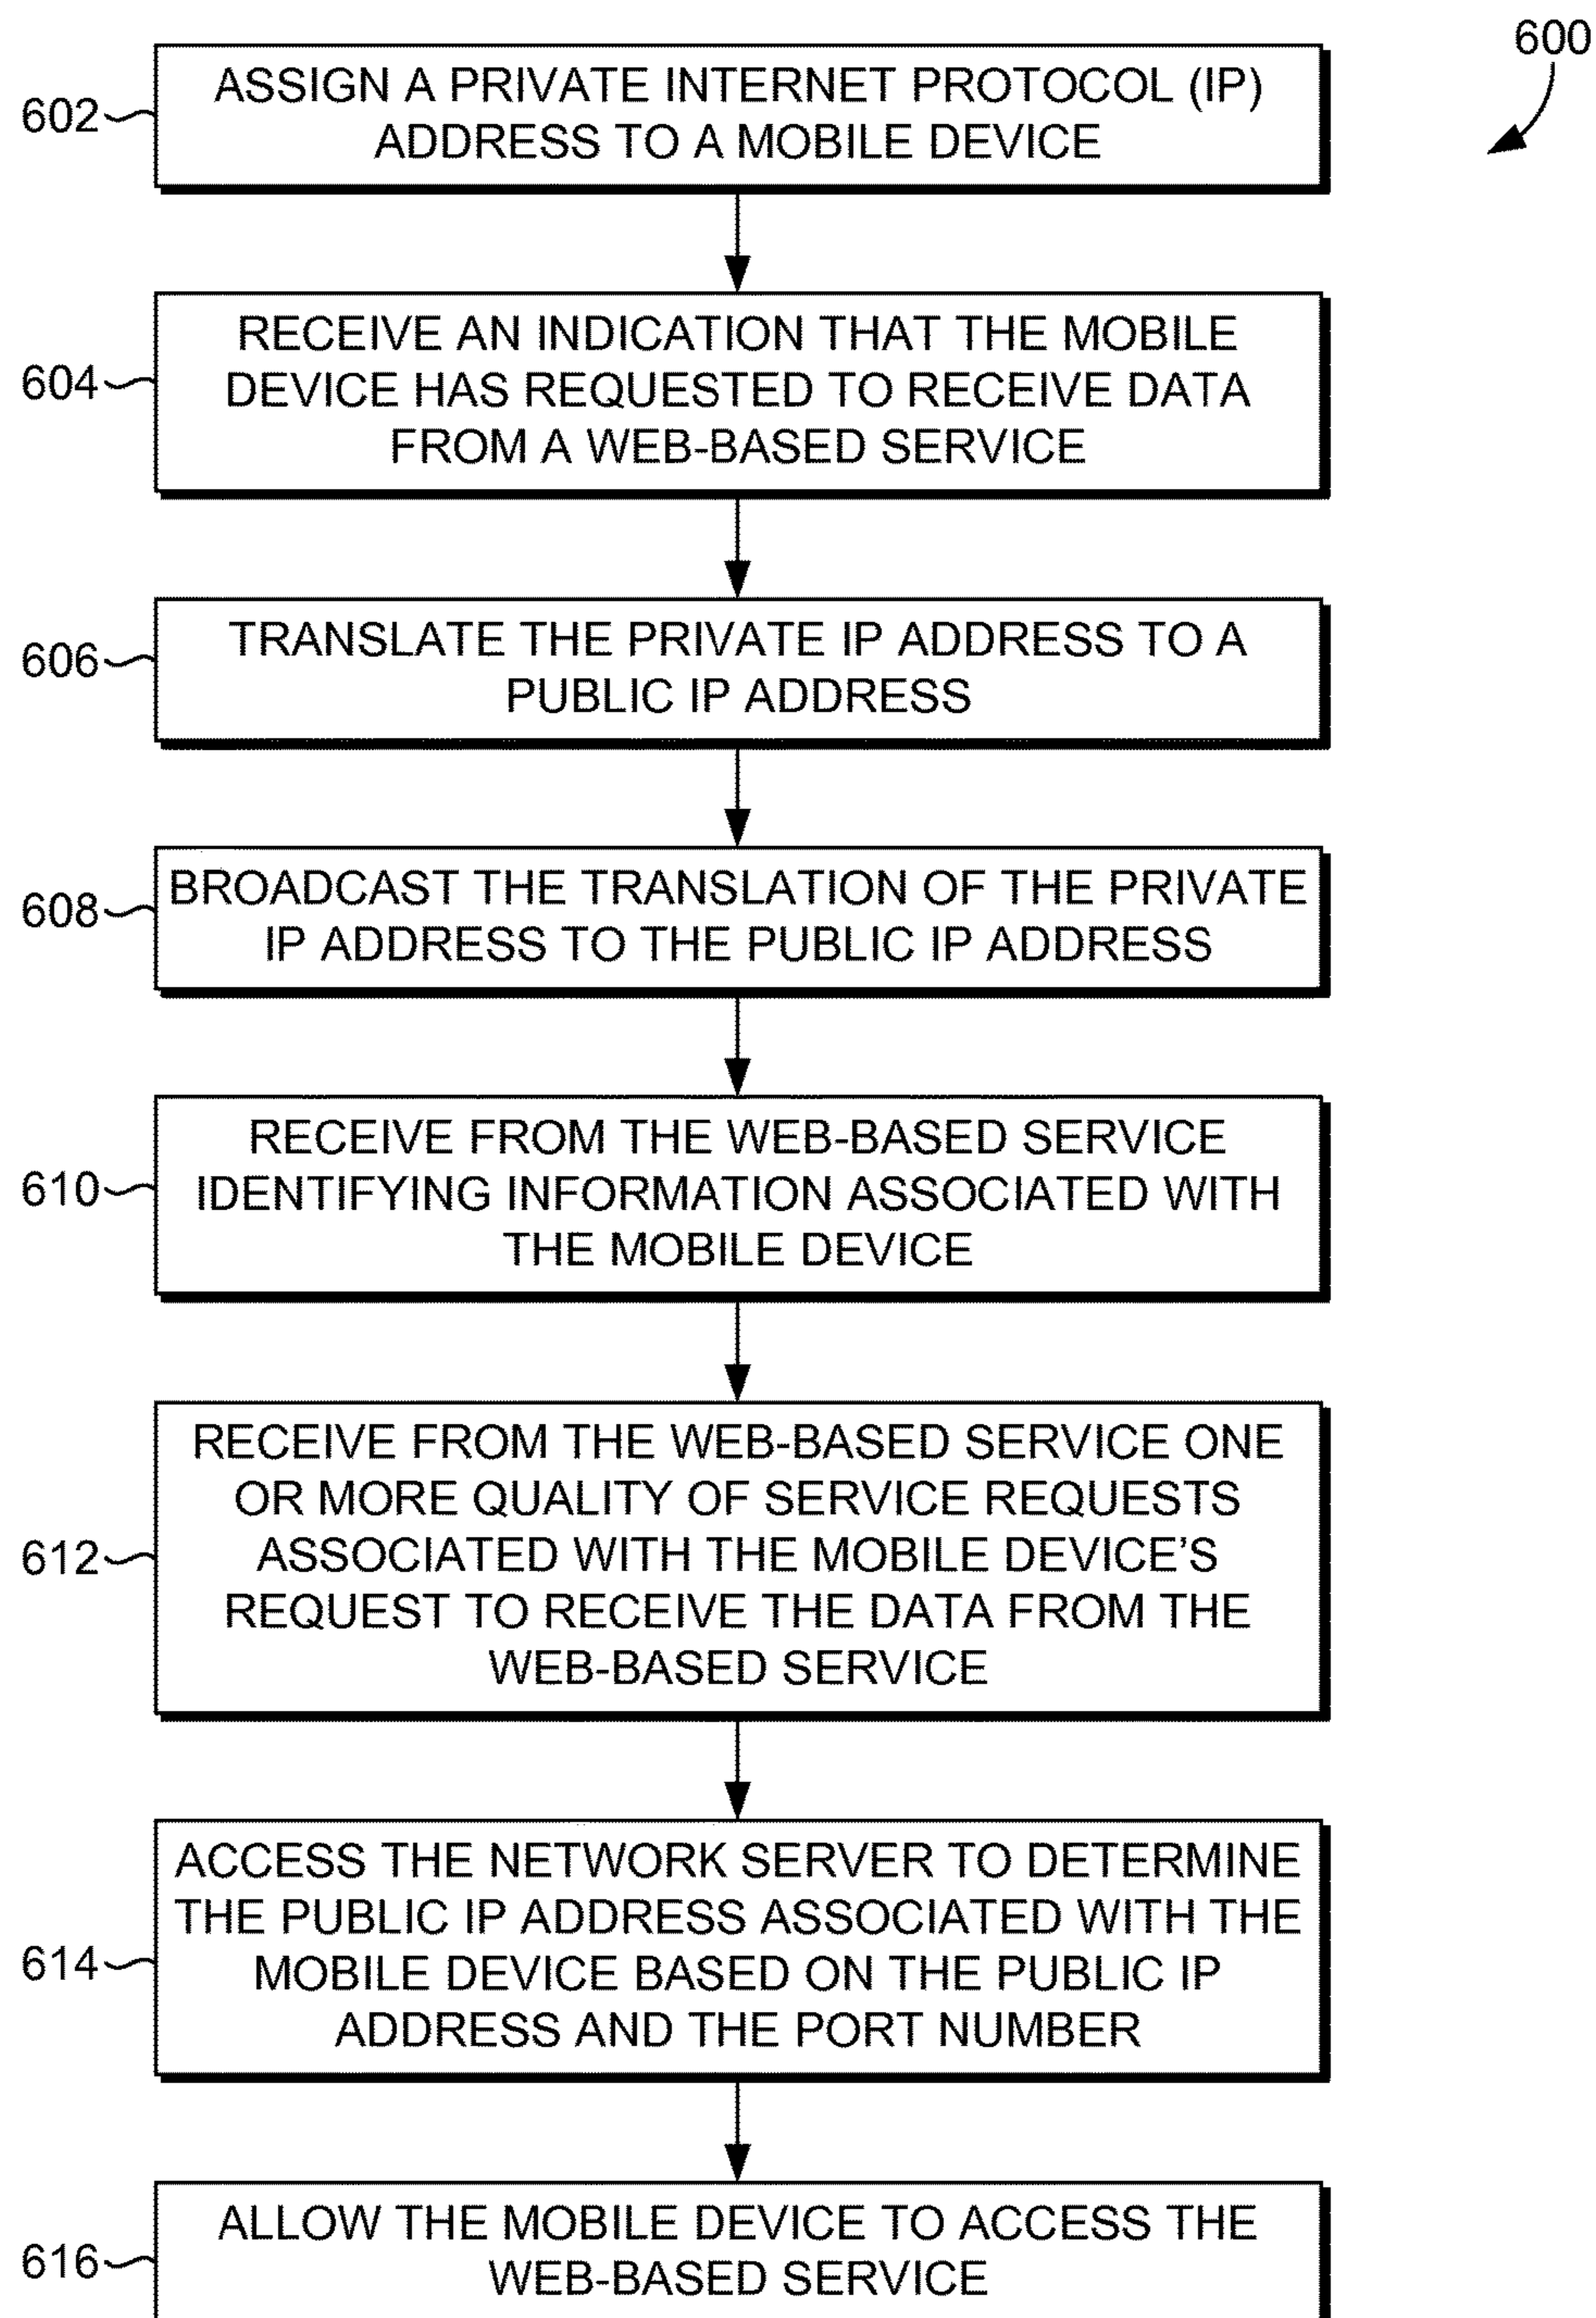 600
602
ASSIGN A PRIVATE INTERNET PROTOCOL (IP)
ADDRESS TO A MOBILE DEVICE
604
RECEIVE AN INDICATION THAT THE MOBILE
DEVICE HAS REQUESTED TO RECEIVE DATA
FROM A WEB-BASED SERVICE
606
TRANSLATE THE PRIVATE IP ADDRESS TO A
PUBLIC IP ADDRESS
608
BROADCAST THE TRANSLATION OF THE PRIVATE
IP ADDRESS TO THE PUBLIC IP ADDRESS
610
RECEIVE FROM THE WEB-BASED SERVICE
IDENTIFYING INFORMATION ASSOCIATED WITH
THE MOBILE DEVICE
612
RECEIVE FROM THE WEB-BASED SERVICE ONE
OR MORE QUALITY OF SERVICE REQUESTS
ASSOCIATED WITH THE MOBILE DEVICE’S
REQUEST TO RECEIVE THE DATA FROM THE
WEB-BASED SERVICE
614
ACCESS THE NETWORK SERVER TO DETERMINE
THE PUBLIC IP ADDRESS ASSOCIATED WITH THE
MOBILE DEVICE BASED ON THE PUBLIC IP
ADDRESS AND THE PORT NUMBER
616
ALLOW THE MOBILE DEVICE TO ACCESS THE
WEB-BASED SERVICE